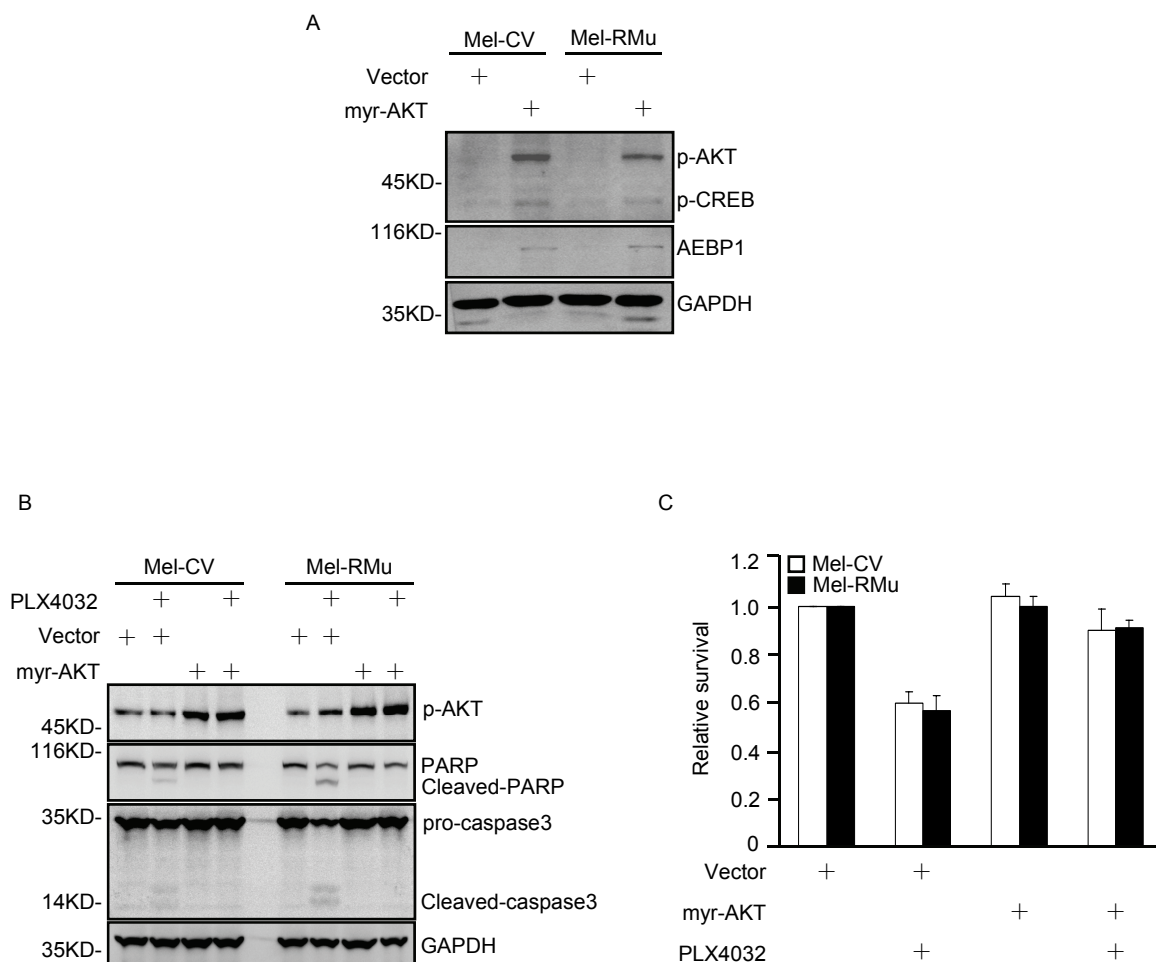 A
Mel-CV Mel-RMu
Vector + +
myr-AKT + +
p-AKT
45KD-
p-CREB
116KD-
AEBP1
GAPDH
35KD-
B
Mel-CV Mel-RMu
PLX4032 + + + +
Vector + + + +
myr-AKT + + + +
p-AKT
45KD-
116KD-
PARP
Cleaved-PARP
35KD-
pro-caspase3
14KD-
Cleaved-caspase3
GAPDH
35KD-
C
Relative survival
1.2
1.0
0.8
0.6
0.4
0.2
0
Mel-CV
Mel-RMu
Vector + +
myr-AKT + +
PLX4032 + +